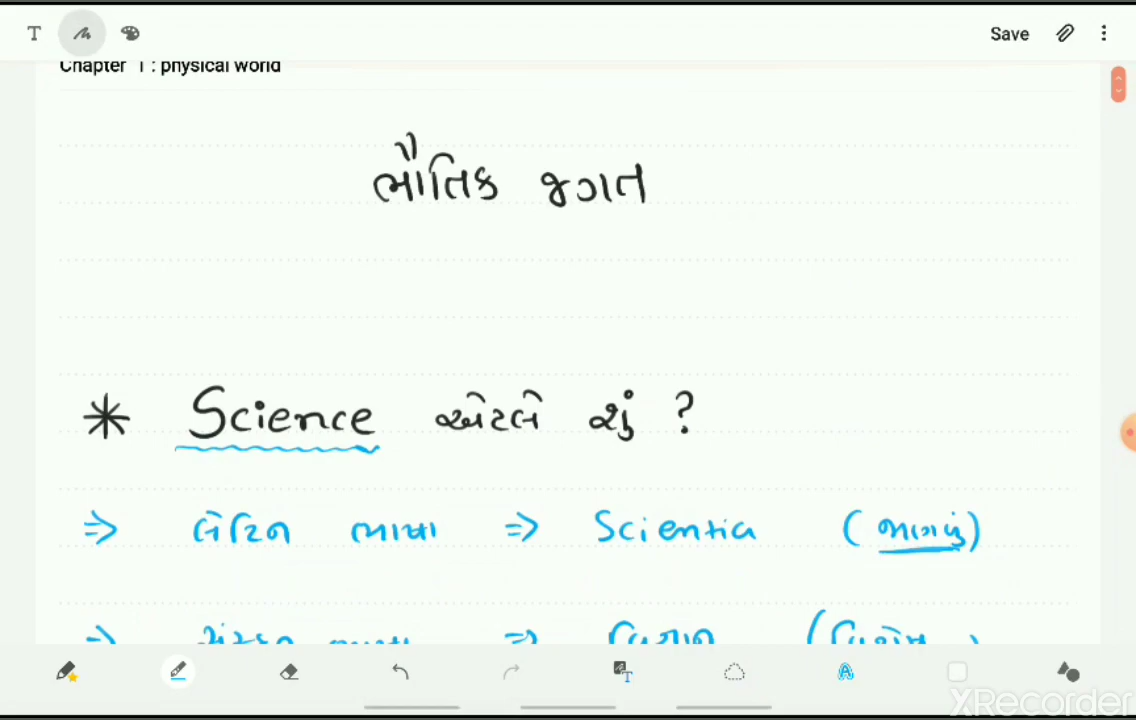 T Save
Chapter 1 : physical world
ભૌતિક જગત
* Science એટલે શું ?
⇒ લેટિન ભાષા ⇒ Scientia (જાણવું)
⇒ ભાષા ⇒
XRecorder